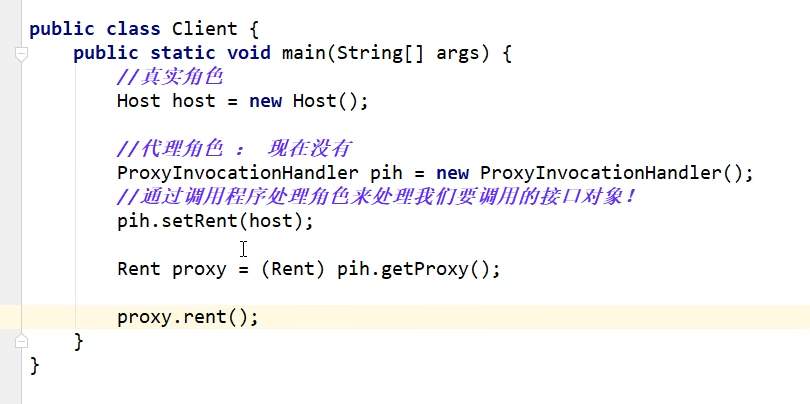 public class Client {
public static void main(String[] args) {
//真实角色
Host host = new Host();
//代理角色 : 现在没有
ProxyInvocationHandler pih = new ProxyInvocationHandler();
//通过调用程序处理角色来处理我们要调用的接口对象!
pih.setRent(host);
Rent proxy = (Rent) pih.getProxy();
proxy.rent();
}
}